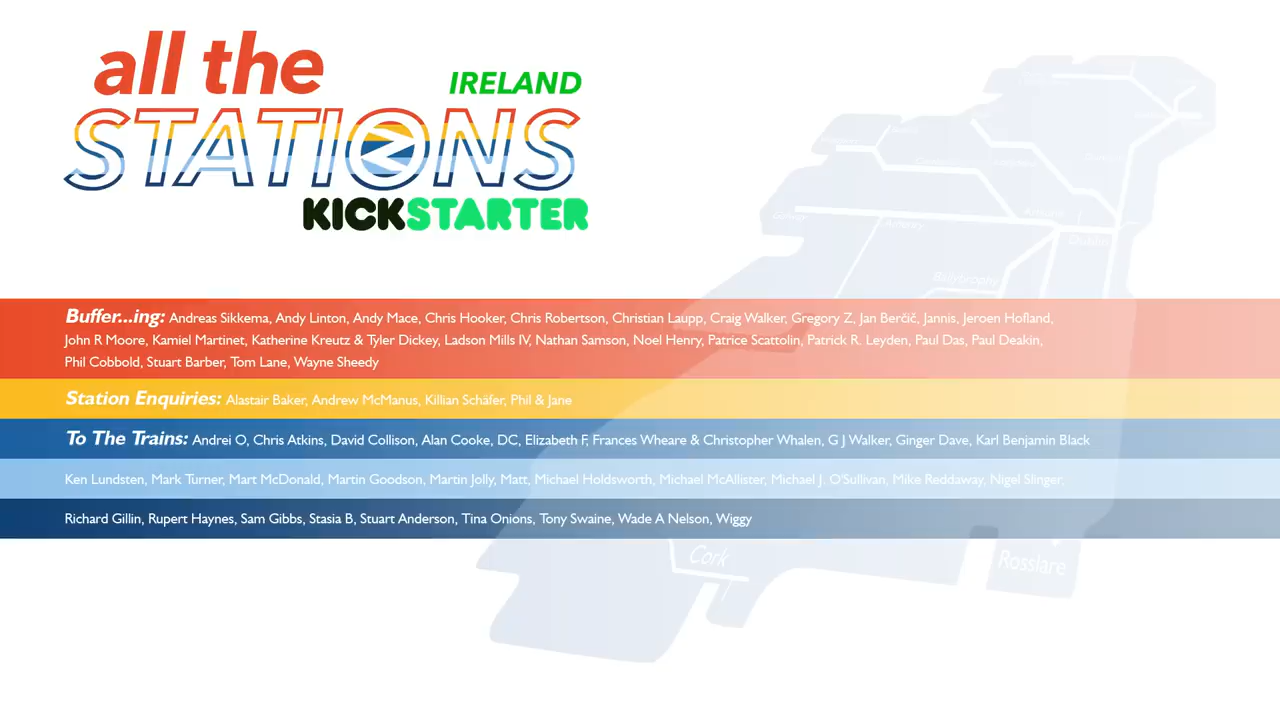 all the
IRELAND
STATIONS
KICKSTARTER
Galway
Athenry
Dublin
Ballybrophy
Buffer...ing: Andreas Sikkema, Andy Linton, Andy Mace, Chris Hooker, Chris Robertson, Christian Laupp, Craig Walker, Gregory Z, Jan Berčič, Jannis, Jeroen Hofland,
John R Moore, Kamiel Martinet, Katherine Kreutz & Tyler Dickey, Ladson Mills IV, Nathan Samson, Noel Henry, Patrice Scattolin, Patrick R. Leyden, Paul Das, Paul Deakin,
Phil Cobbold, Stuart Barber, Tom Lane, Wayne Sheedy
Station Enquiries: Alastair Baker, Andrew McManus, Killian Schäfer, Phil & Jane
To The Trains: Andrei O, Chris Atkins, David Collison, Alan Cooke, DC, Elizabeth F, Frances Wheare & Christopher Whalen, G J Walker, Ginger Dave, Karl Benjamin Black
Ken Lundsten, Mark Turner, Mart McDonald, Martin Goodson, Martin Jolly, Matt, Michael Holdsworth, Michael McAllister, Michael J. O'Sullivan, Mike Reddaway, Nigel Slinger,
Richard Gillin, Rupert Haynes, Sam Gibbs, Stasia B, Stuart Anderson, Tina Onions, Tony Swaine, Wade A Nelson, Wiggy
Cork
Rosslare